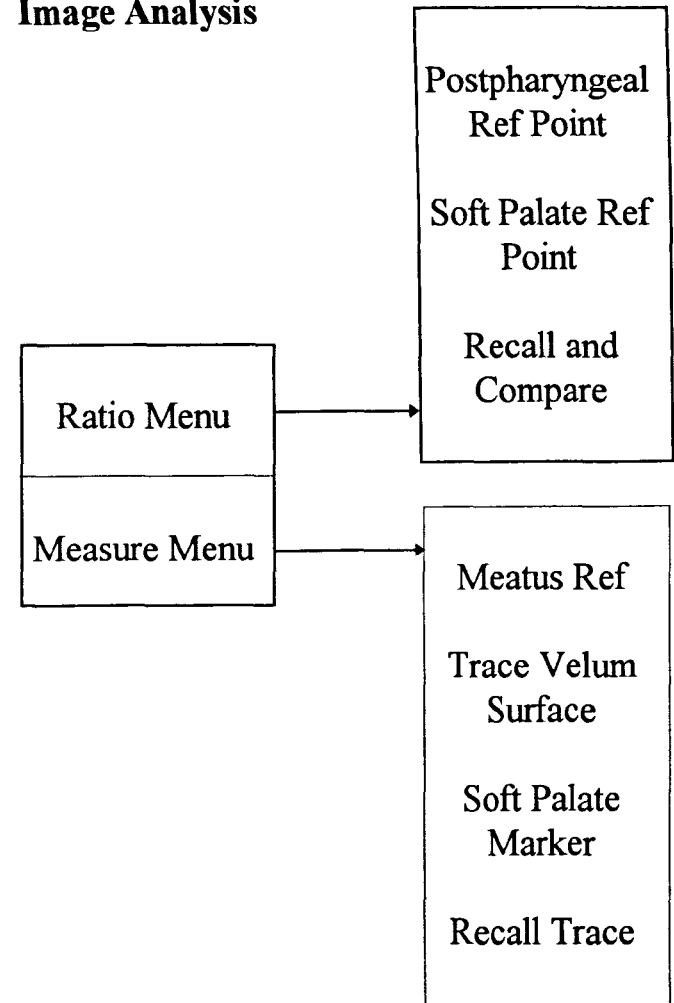 Image Analysis
Postpharyngeal
Ref Point
Soft Palate Ref
Point
Recall and
Compare
Ratio Menu
Measure Menu
Meatus Ref
Trace Velum
Surface
Soft Palate
Marker
Recall Trace